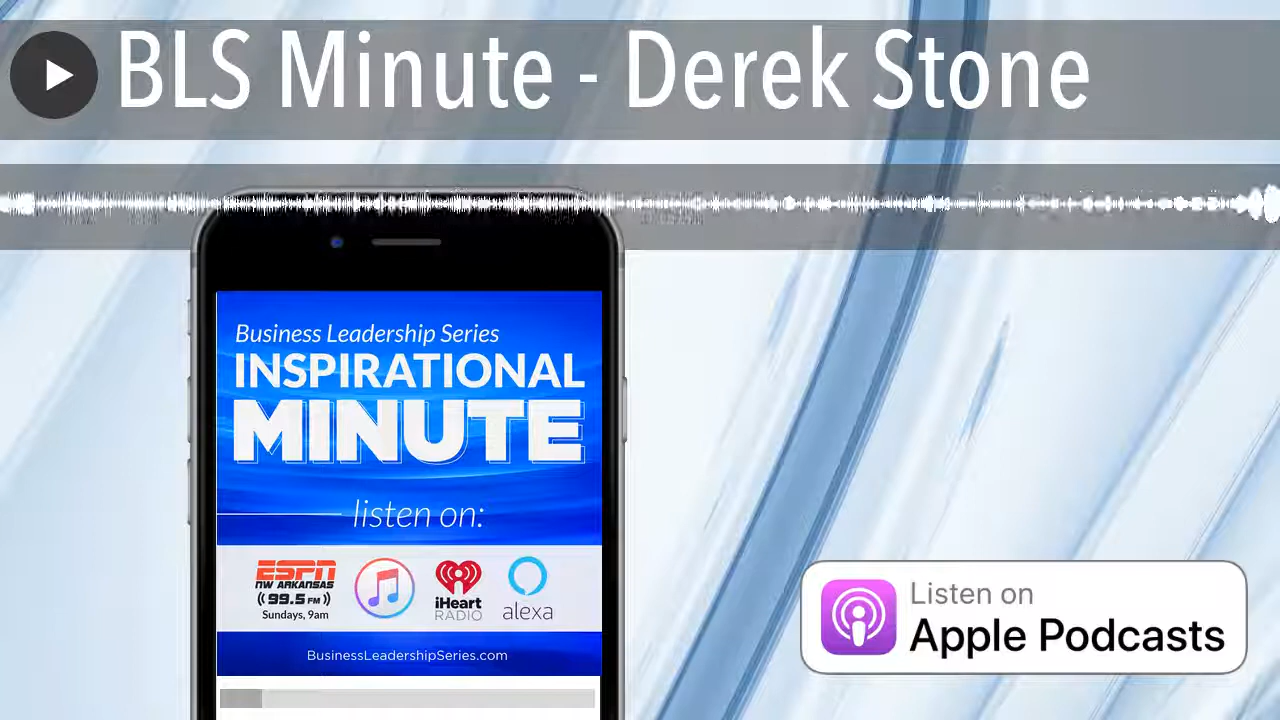 BLS Minute - Derek Stone
Business Leadership Series
INSPIRATIONAL
MINUTE
listen on:
ESPN
NW ARKANSAS
99.5 FM
Sundays, 9am
iHeart
RADIO
alexa
BusinessLeadershipSeries.com
Listen on
Apple Podcasts